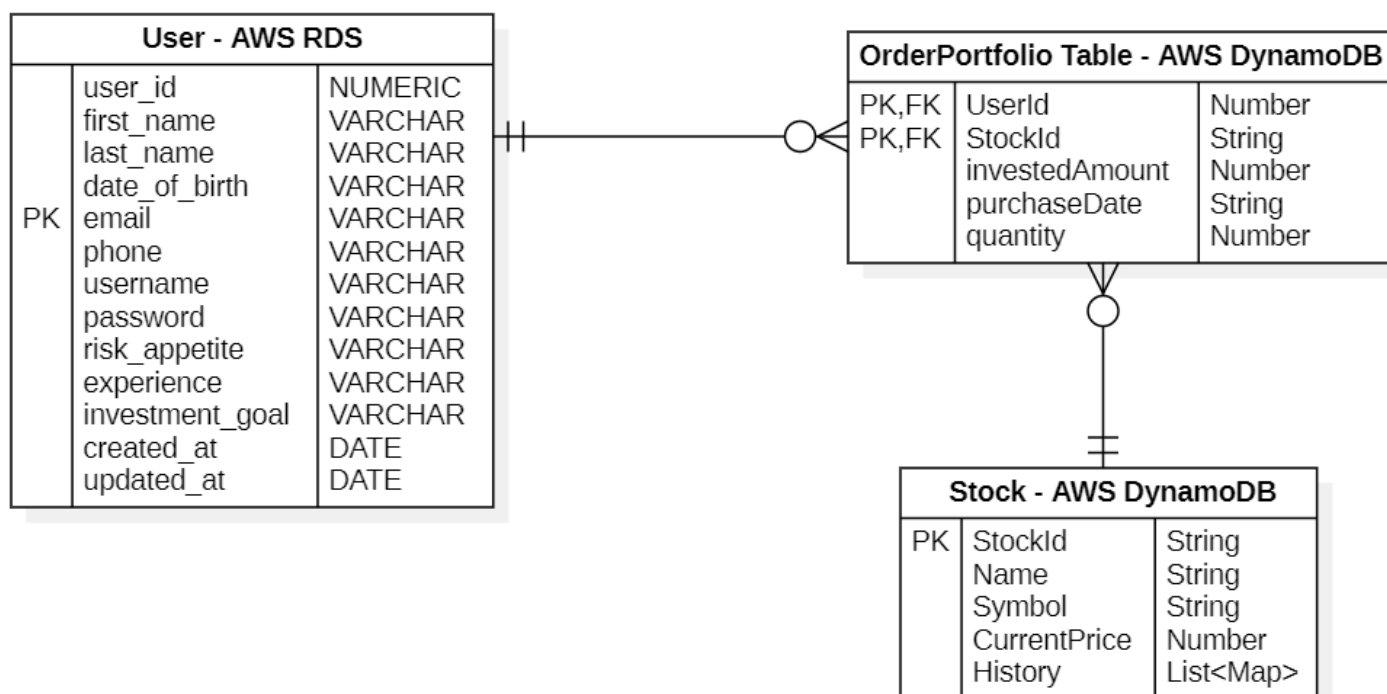 User - AWS RDS
user_id NUMERIC
first_name VARCHAR
last_name VARCHAR
date_of_birth VARCHAR
PK email VARCHAR
phone VARCHAR
username VARCHAR
password VARCHAR
risk_appetite VARCHAR
experience VARCHAR
investment_goal VARCHAR
created_at DATE
updated_at DATE
OrderPortfolio Table - AWS DynamoDB
PK,FK UserId Number
PK,FK StockId String
investedAmount Number
purchaseDate String
quantity Number
Stock - AWS DynamoDB
PK StockId String
Name String
Symbol String
CurrentPrice Number
History List<Map>